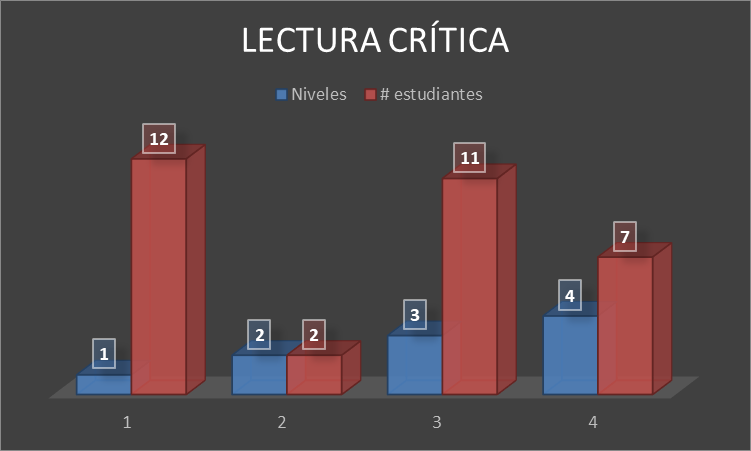 LECTURA CRÍTICA
Niveles # estudiantes
12
11
7
4
3
2 2
1
1 2 3 4